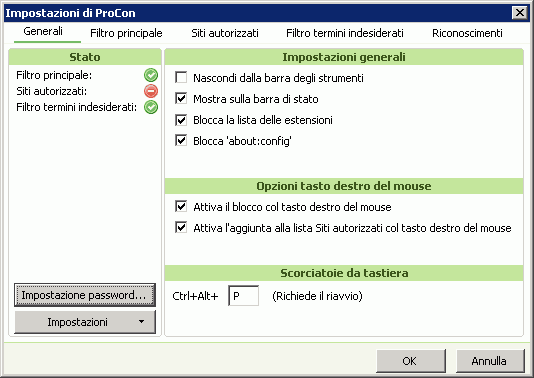 Impostazioni di ProCon
Generali
Filtro principale
Siti autorizzati
Filtro termini indesiderati
Riconoscimenti
Stato
Filtro principale:
Siti autorizzati:
Filtro termini indesiderati:
Impostazione password...
Impostazioni
Impostazioni generali
Nascondi dalla barra degli strumenti
Mostra sulla barra di stato
Blocca la lista delle estensioni
Blocca 'about:config'
Opzioni tasto destro del mouse
Attiva il blocco col tasto destro del mouse
Attiva l'aggiunta alla lista Siti autorizzati col tasto destro del mouse
Scorciatoie da tastiera
Ctrl+Alt+ P (Richiede il riavvio)
OK
Annulla